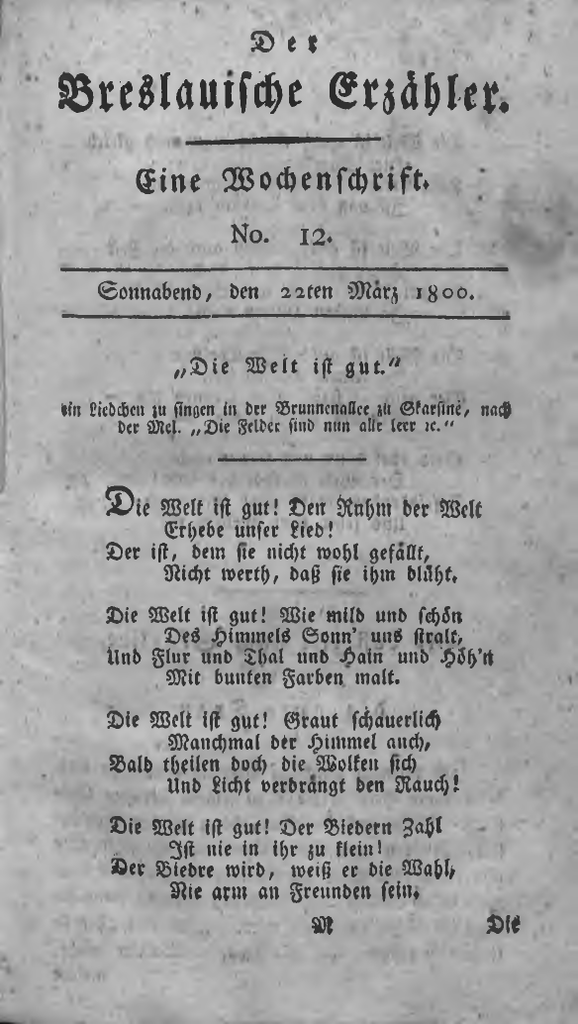 Der
Breslauiſche Erzähler.
Eine Wochenſchrift.
No. 12.
Sonnabend, den 22ten März 1800.
„Die Welt iſt gut.“
ein Liedchen zu ſingen in der Brunnenallee zu Skarſine, nach
der Mel. „Die Felder ſind nun alle leer ꝛc.“
Die Welt iſt gut! Den Ruhm der Welt
Erhebe unſer Lied!
Der iſt, dem ſie nicht wohl gefällt,
Nicht werth, daß ſie ihm blüht.
Die Welt iſt gut! Wie mild und ſchön
Des Himmels Sonn' uns ſtralt,
Und Flur und Thal und Hain und Höh'n
Mit bunten Farben malt.
Die Welt iſt gut! Graut ſchauerlich
Manchmal der Himmel auch,
Bald theilen doch die Wolken ſich
Und Licht verdrängt den Rauch!
Die Welt iſt gut! Der Biedern Zahl
Iſt nie in ihr zu klein!
Der Biedre wird, weiß er die Wahl,
Nie arm an Freunden ſein.
M Die